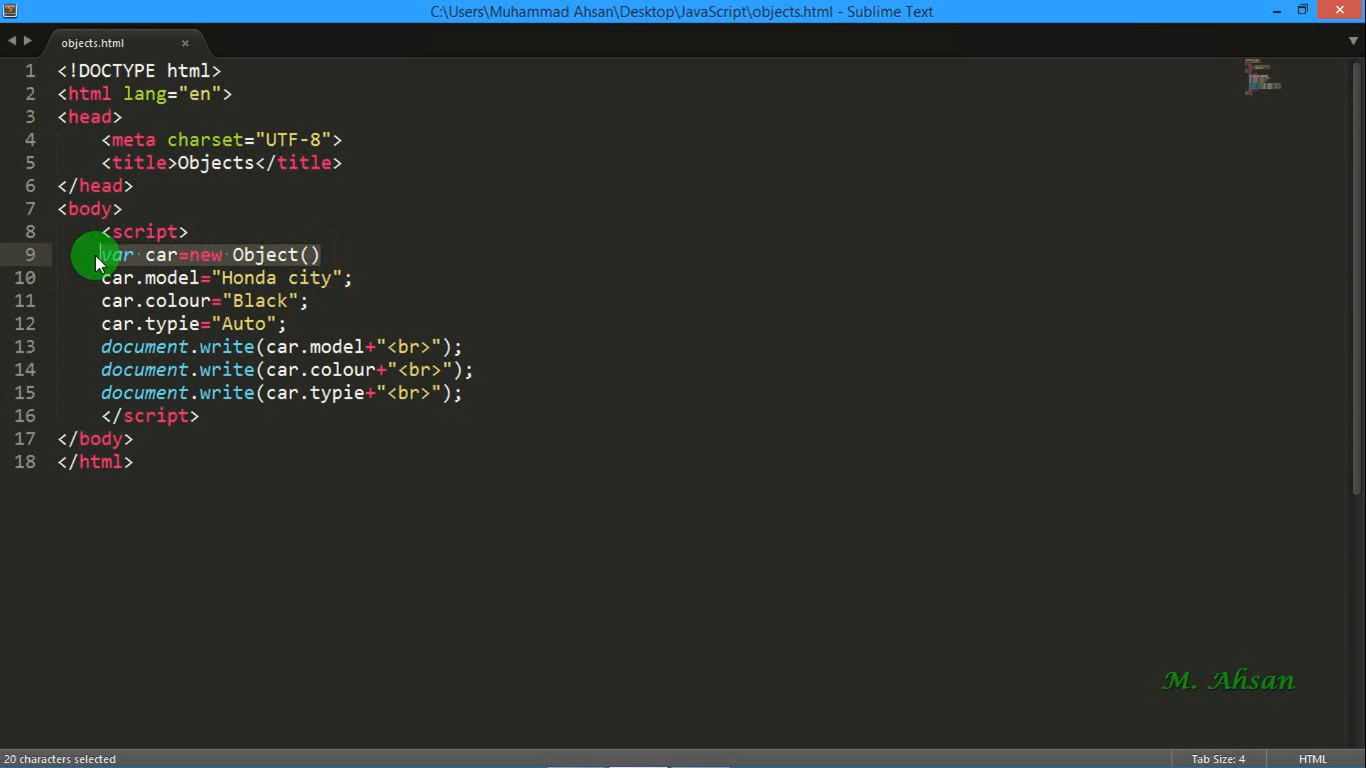 C:\Users\Muhammad Ahsan\Desktop\JavaScript\objects.html - Sublime Text
objects.html
1 <!DOCTYPE html>
2 <html lang="en">
3 <head>
4 <meta charset="UTF-8">
5 <title>Objects</title>
6 </head>
7 <body>
8 <script>
9 var car=new Object()
10 car.model="Honda city";
11 car.colour="Black";
12 car.typie="Auto";
13 document.write(car.model+"<br>");
14 document.write(car.colour+"<br>");
15 document.write(car.typie+"<br>");
16 </script>
17 </body>
18 </html>
M. Ahsan
20 characters selected Tab Size: 4 HTML